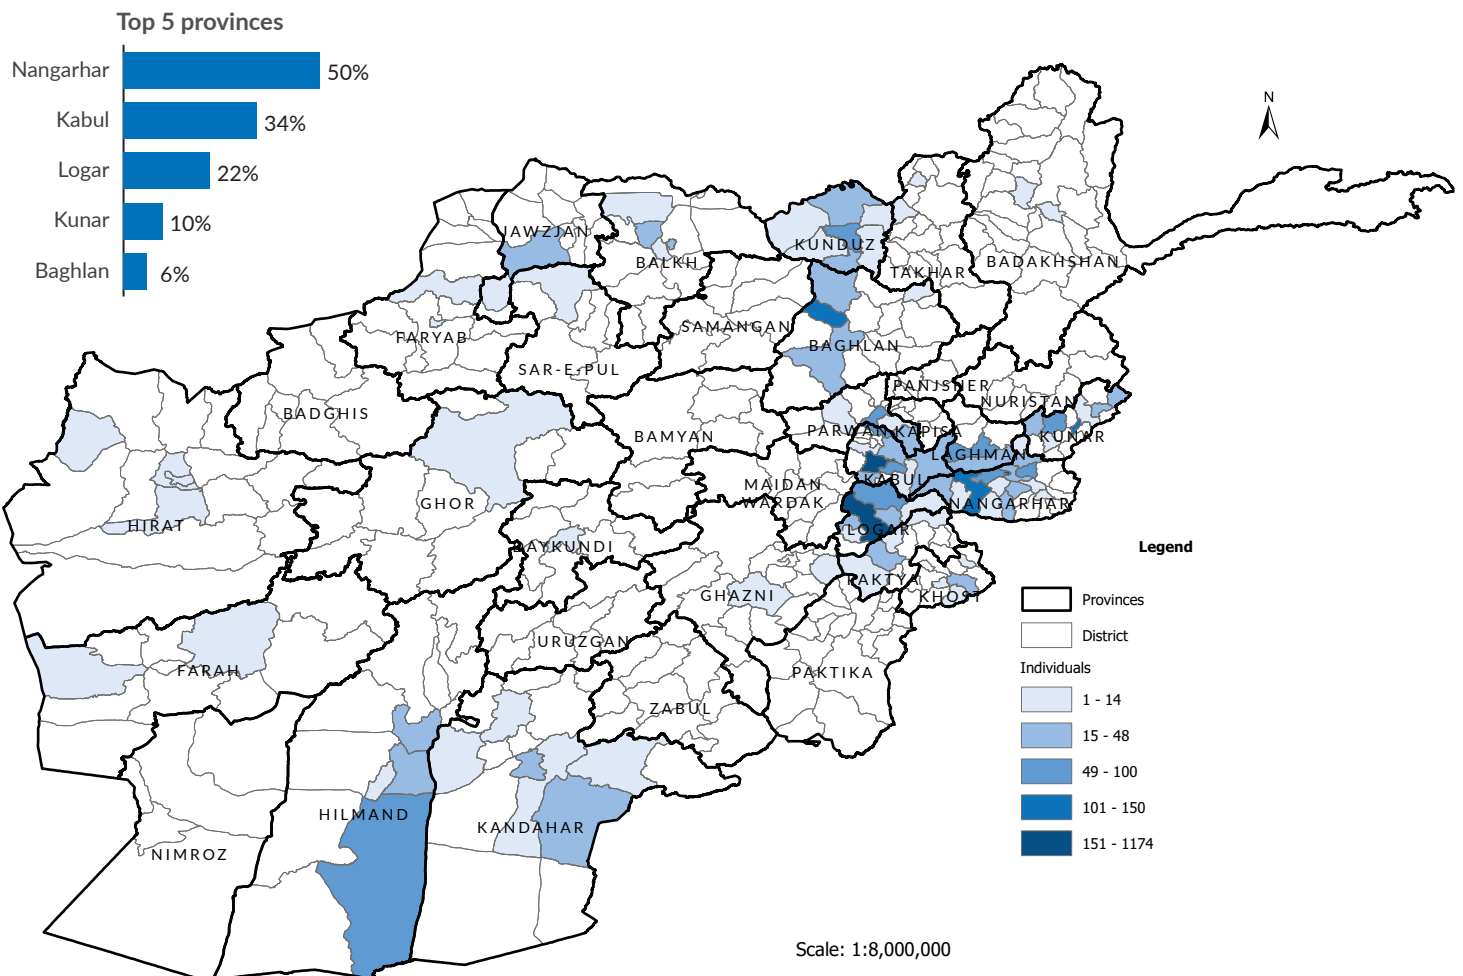 Top 5 provinces
Nangarhar 50%
Kabul 34%
Logar 22%
Kunar 10%
Baghlan 6%
N
JAWZJAN
BALKH
KUNDUZ
TAKHAR
BADAKHSHAN
FARYAB
SAMANGAN
BAGHLAN
SAR-E-PUL
PANJSHER
NURISTAN
BADGHIS
BAMYAN
PARWAN
KAPISA
KUNAR
LAGHMAN
GHOR
MAIDAN
WARDAK
KABUL
NANGARHAR
HIRAT
LOGAR
DAYKUNDI
PAKTYA
KHOST
GHAZNI
URUZGAN
FARAH
PAKTIKA
ZABUL
HILMAND
KANDAHAR
NIMROZ
Legend
Provinces
District
Individuals
1 - 14
15 - 48
49 - 100
101 - 150
151 - 1174
Scale: 1:8,000,000